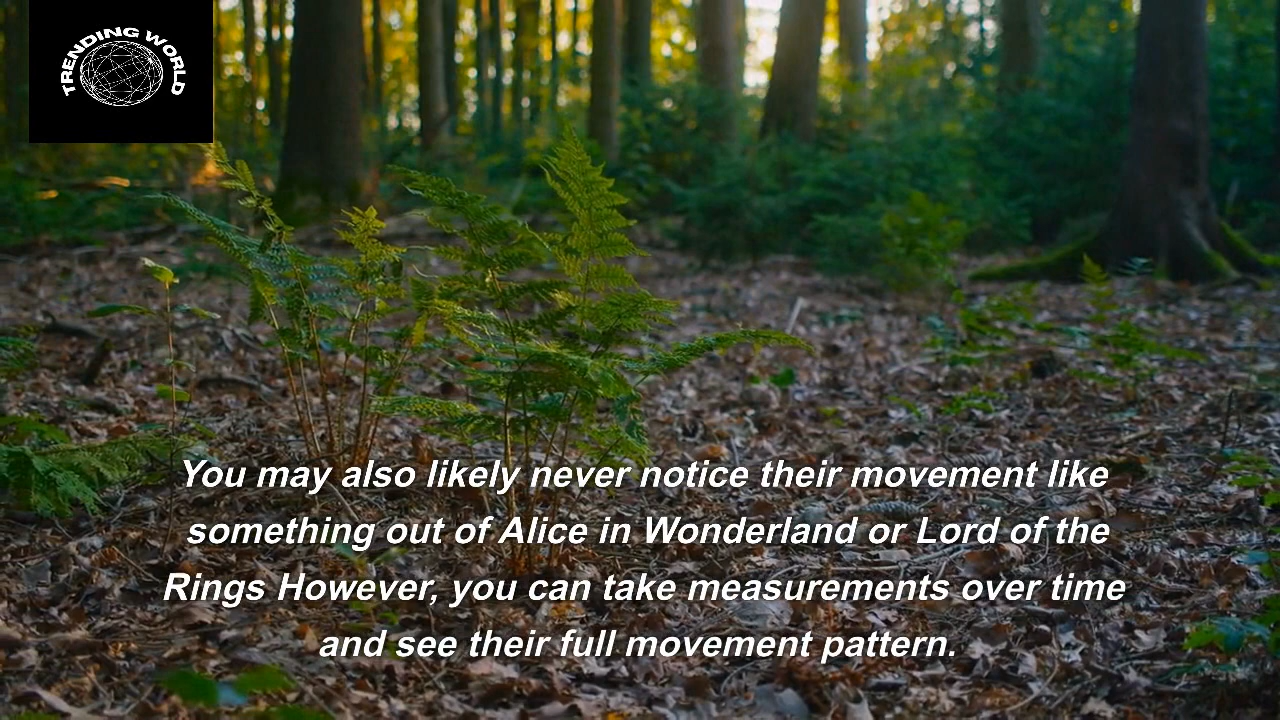 TRENDING WORLD
You may also likely never notice their movement like
something out of Alice in Wonderland or Lord of the
Rings However, you can take measurements over time
and see their full movement pattern.